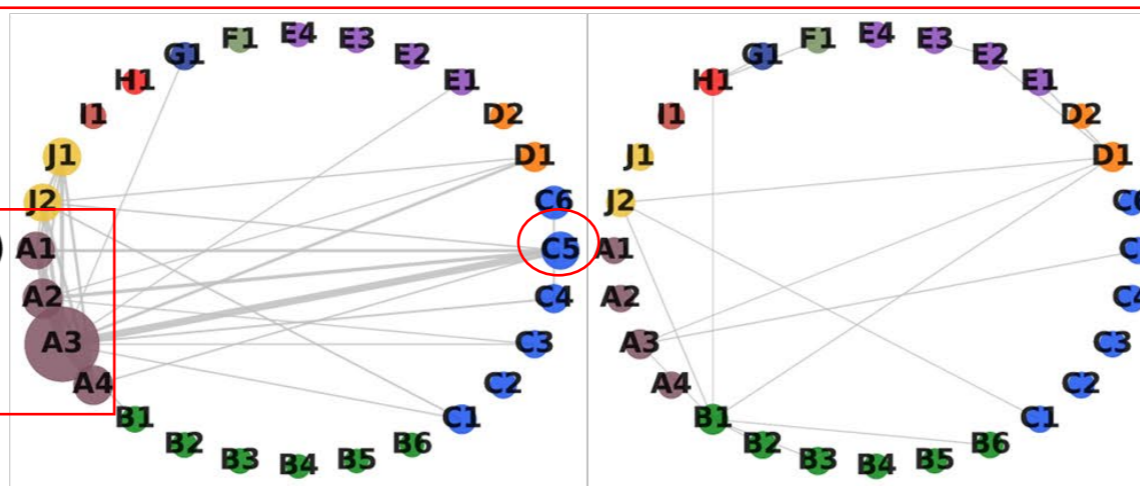 E4
F1
E3
G1
E2
H1
E1
I1
D2
J1
D1
J2
C6
A1
C5
A2
C4
A3
C3
A4
C2
B1
C1
B2
B6
B3
B4
B5
E4
F1
E3
G1
E2
H1
E1
I1
D2
J1
D1
J2
A1
A2
A3
C3
A4
C2
B1
C1
B2
B6
B3
B4
B5